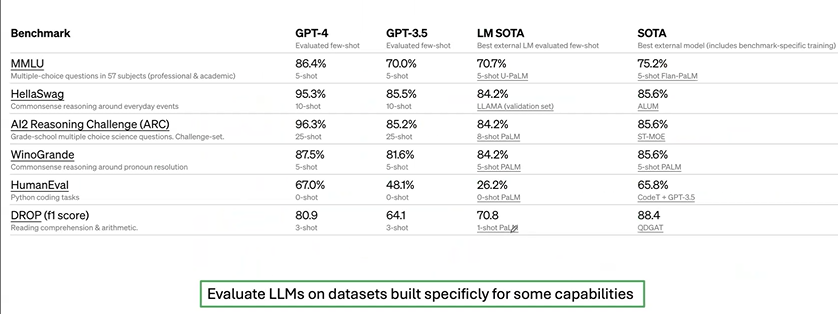 Benchmark GPT-4 GPT-3.5 LM SOTA SOTA
Evaluated few-shot Evaluated few-shot Best external LM evaluated few-shot Best external model (includes benchmark-specific training)
MMLU 86.4% 70.0% 70.7% 75.2%
Multiple-choice questions in 57 subjects (professional & academic) 5-shot 5-shot 5-shot U-PaLM 5-shot Flan-PaLM
HellaSwag 95.3% 85.5% 84.2% 85.6%
Commonsense reasoning around everyday events 10-shot 10-shot LLAMA (validation set) ALUM
AI2 Reasoning Challenge (ARC) 96.3% 85.2% 84.2% 85.6%
Grade-school multiple choice science questions. Challenge-set. 25-shot 25-shot 8-shot PaLM ST-MOE
WinoGrande 87.5% 81.6% 84.2% 85.6%
Commonsense reasoning around pronoun resolution 5-shot 5-shot 5-shot PALM 5-shot PALM
HumanEval 67.0% 48.1% 26.2% 65.8%
Python coding tasks 0-shot 0-shot 0-shot PaLM CodeT + GPT-3.5
DROP (f1 score) 80.9 64.1 70.8 88.4
Reading comprehension & arithmetic. 3-shot 3-shot 1-shot PaLM QDGAT
Evaluate LLMs on datasets built specificly for some capabilities